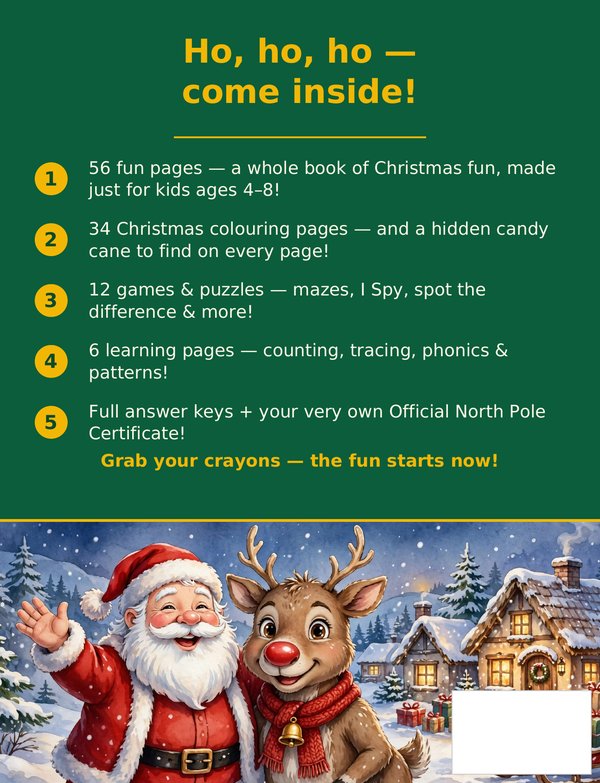 Ho, ho, ho —
come inside!
1 56 fun pages — a whole book of Christmas fun, made
just for kids ages 4–8!
2 34 Christmas colouring pages — and a hidden candy
cane to find on every page!
3 12 games & puzzles — mazes, I Spy, spot the
difference & more!
4 6 learning pages — counting, tracing, phonics &
patterns!
5 Full answer keys + your very own Official North Pole
Certificate!
Grab your crayons — the fun starts now!